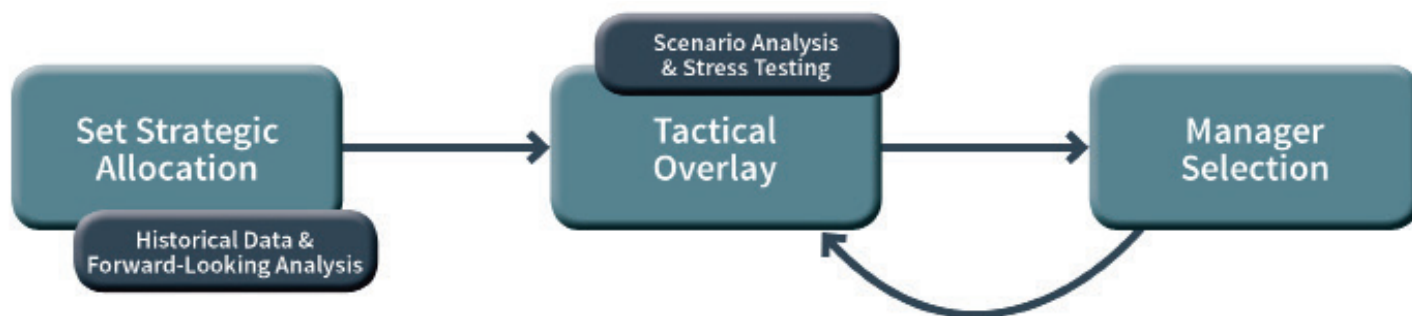 Set Strategic
Allocation
Historical Data &
Forward-Looking Analysis
Scenario Analysis
& Stress Testing
Tactical
Overlay
Manager
Selection